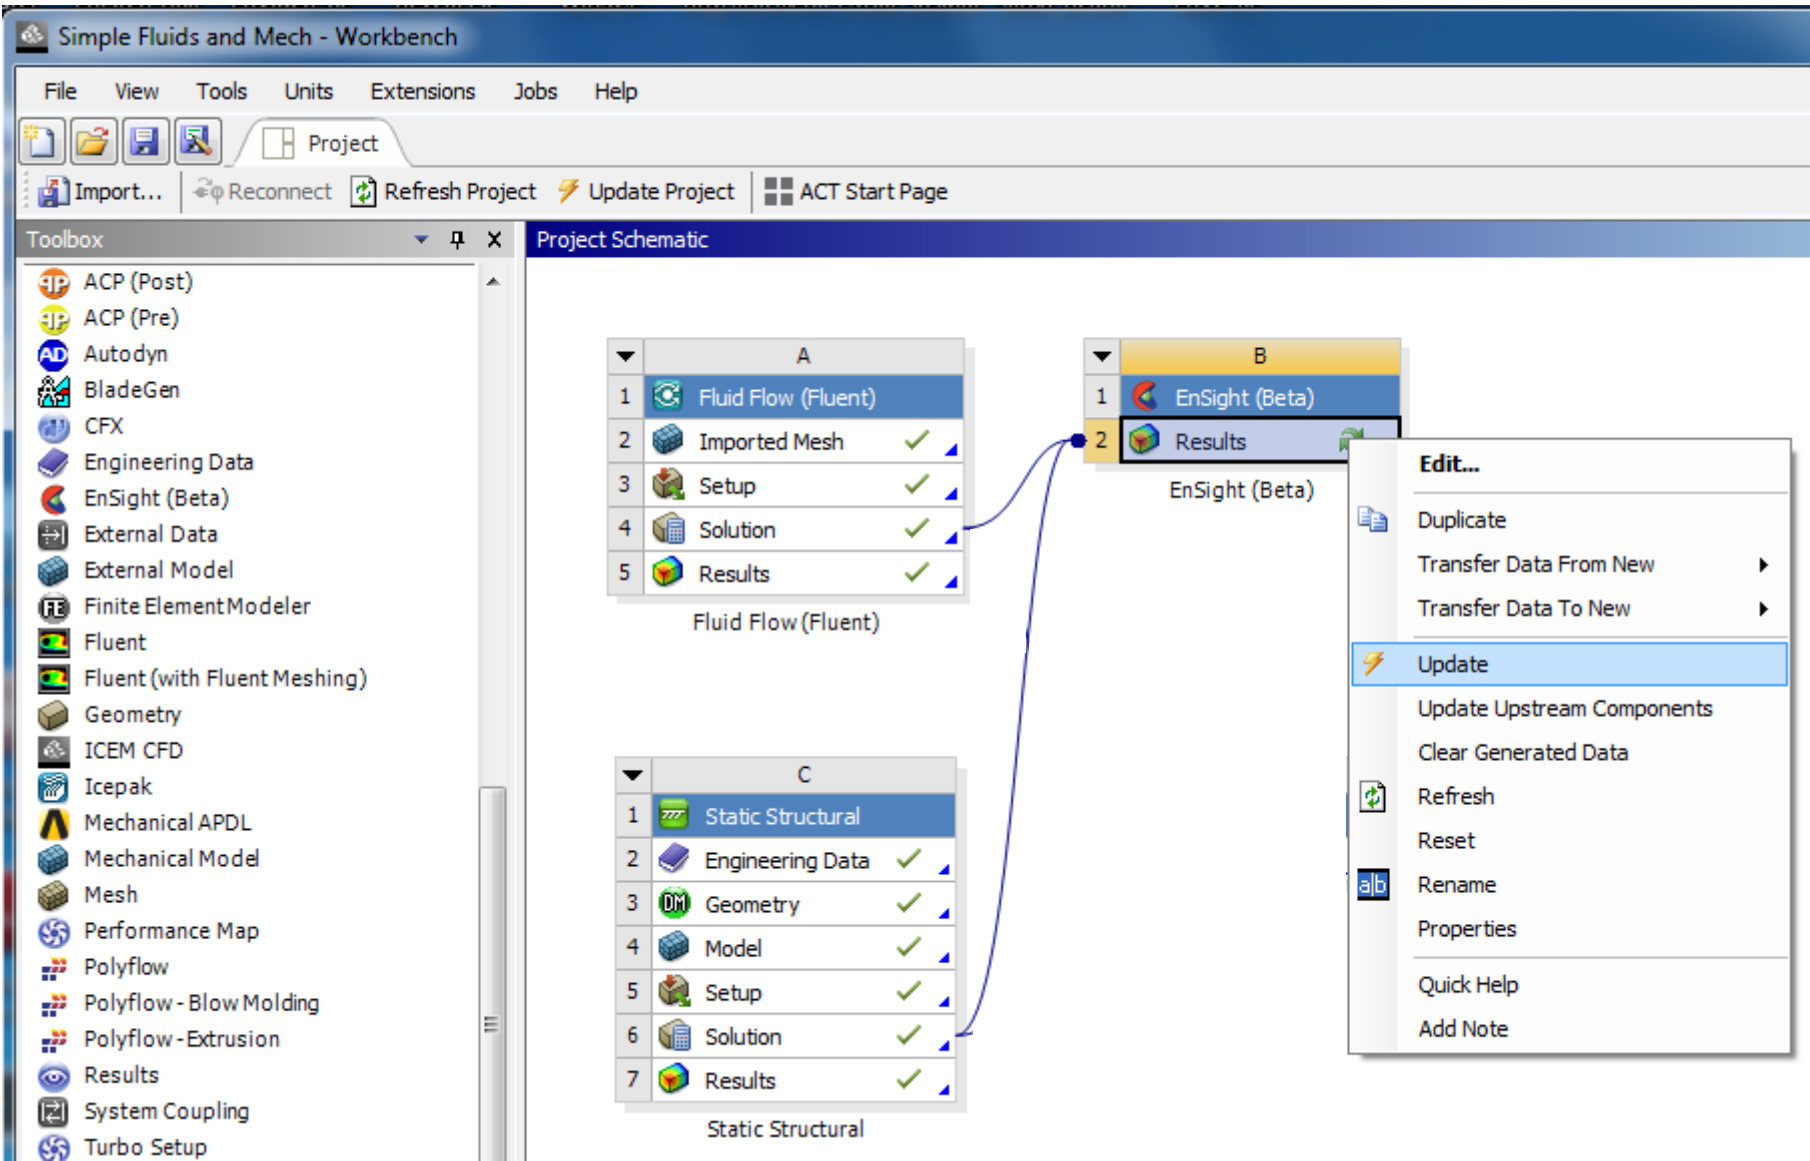 Simple Fluids and Mech - Workbench
File View Tools Units Extensions Jobs Help
Project
Import... Reconnect Refresh Project Update Project ACT Start Page
Toolbox
ACP (Post)
ACP (Pre)
AD Autodyn
BladeGen
CFX
Engineering Data
EnSight (Beta)
External Data
External Model
FE Finite Element Modeler
Fluent
Fluent (with Fluent Meshing)
Geometry
ICEM CFD
Icepak
Mechanical APDL
Mechanical Model
Mesh
Performance Map
Polyflow
Polyflow - Blow Molding
Polyflow - Extrusion
Results
System Coupling
Turbo Setup
Project Schematic
A
1 Fluid Flow (Fluent)
2 Imported Mesh
3 Setup
4 Solution
5 Results
Fluid Flow (Fluent)
B
1 EnSight (Beta)
2 Results
EnSight (Beta)
C
1 Static Structural
2 Engineering Data
3 DM Geometry
4 Model
5 Setup
6 Solution
7 Results
Static Structural
Edit...
Duplicate
Transfer Data From New
Transfer Data To New
Update
Update Upstream Components
Clear Generated Data
Refresh
Reset
a|b Rename
Properties
Quick Help
Add Note